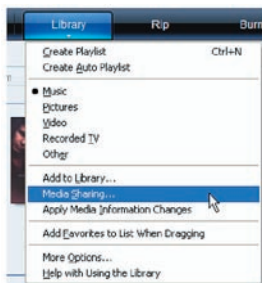 Library Rip Burn
Create Playlist Ctrl+N
Create Auto Playlist
Music
Pictures
Video
Recorded TV
Other
Add to Library...
Media Sharing...
Apply Media Information Changes
Add Favorites to List When Dragging
More Options...
Help with Using the Library